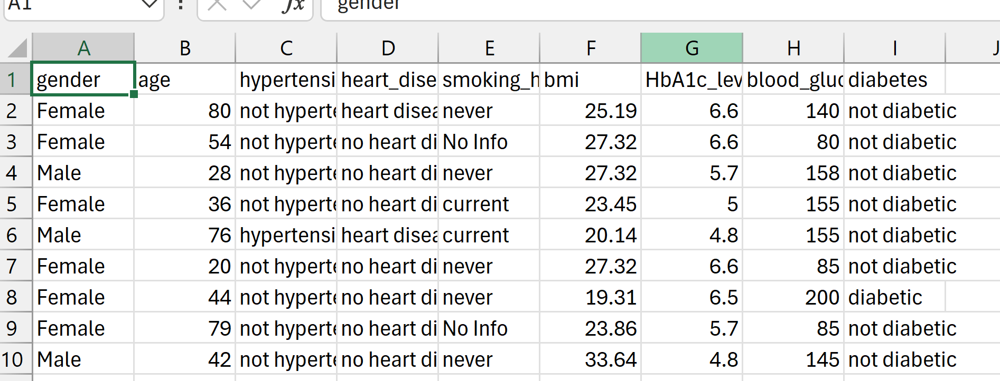 A1 fx gender
A B C D E F G H I J
1 gender age hypertensi heart_dise smoking_h bmi HbA1c_lev blood_gluc diabetes
2 Female 80 not hyperte heart disea never 25.19 6.6 140 not diabetic
3 Female 54 not hyperte no heart di No Info 27.32 6.6 80 not diabetic
4 Male 28 not hyperte no heart di never 27.32 5.7 158 not diabetic
5 Female 36 not hyperte no heart di current 23.45 5 155 not diabetic
6 Male 76 hypertensi heart disea current 20.14 4.8 155 not diabetic
7 Female 20 not hyperte no heart di never 27.32 6.6 85 not diabetic
8 Female 44 not hyperte no heart di never 19.31 6.5 200 diabetic
9 Female 79 not hyperte no heart di No Info 23.86 5.7 85 not diabetic
10 Male 42 not hyperte no heart di never 33.64 4.8 145 not diabetic